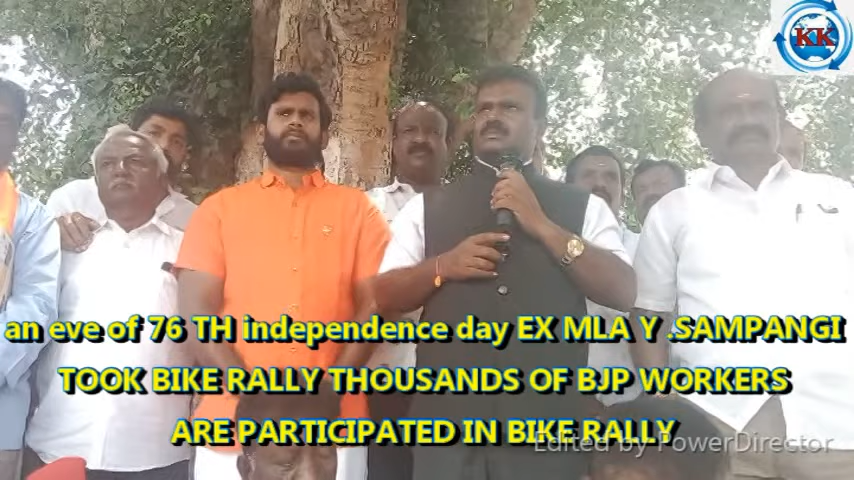 KK
an eve of 76 TH independence day EX MLA Y .SAMPANGI
TOOK BIKE RALLY THOUSANDS OF BJP WORKERS
ARE PARTICIPATED IN BIKE RALLY
Edited by PowerDirector